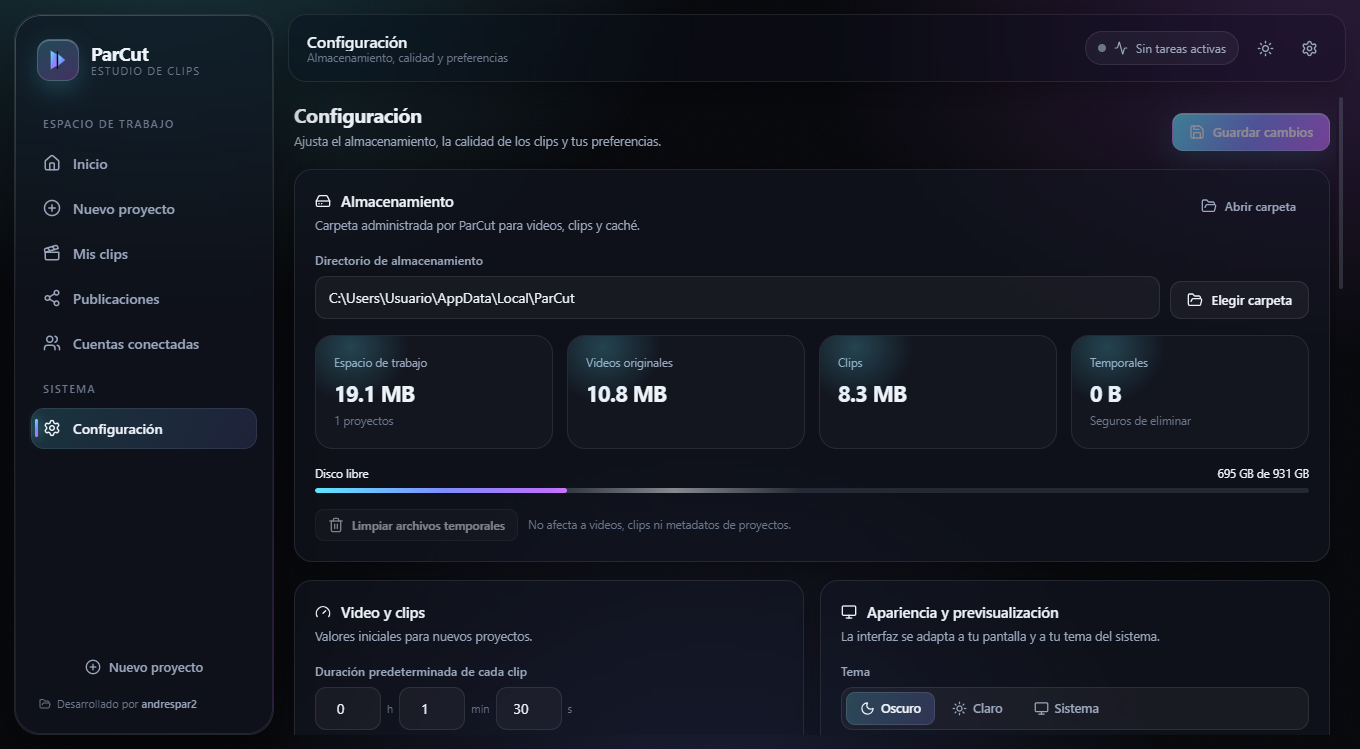 ParCut
ESTUDIO DE CLIPS
ESPACIO DE TRABAJO
Inicio
Nuevo proyecto
Mis clips
Publicaciones
Cuentas conectadas
SISTEMA
Configuración
Nuevo proyecto
Desarrollado por andrespar2
Configuración
Almacenamiento, calidad y preferencias
Sin tareas activas
Configuración
Ajusta el almacenamiento, la calidad de los clips y tus preferencias.
Guardar cambios
Almacenamiento
Carpeta administrada por ParCut para videos, clips y caché.
Abrir carpeta
Directorio de almacenamiento
C:\Users\Usuario\AppData\Local\ParCut
Elegir carpeta
Espacio de trabajo
19.1 MB
1 proyectos
Videos originales
10.8 MB
Clips
8.3 MB
Temporales
0 B
Seguros de eliminar
Disco libre
695 GB de 931 GB
Limpiar archivos temporales
No afecta a videos, clips ni metadatos de proyectos.
Video y clips
Valores iniciales para nuevos proyectos.
Duración predeterminada de cada clip
0 h 1 min 30 s
Apariencia y previsualización
La interfaz se adapta a tu pantalla y a tu tema del sistema.
Tema
Oscuro Claro Sistema